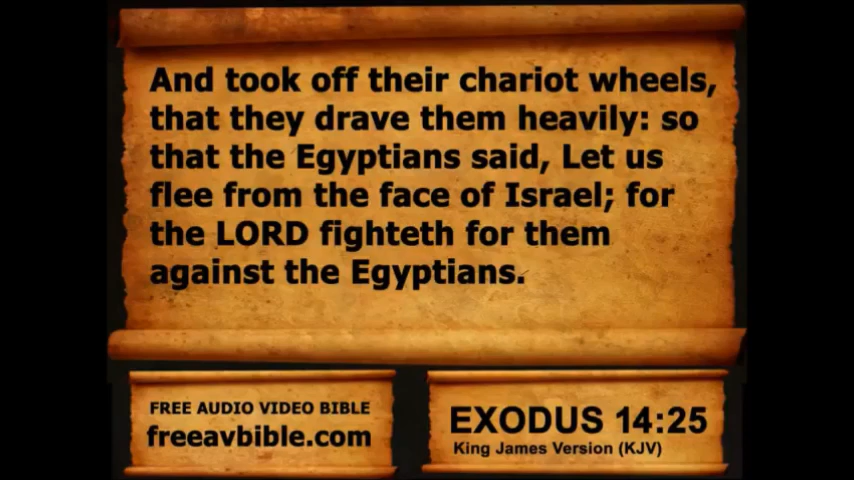 And took off their chariot wheels,
that they drave them heavily: so
that the Egyptians said, Let us
flee from the face of Israel; for
the LORD fighteth for them
against the Egyptians.
FREE AUDIO VIDEO BIBLE
freeavbible.com
EXODUS 14:25
King James Version (KJV)